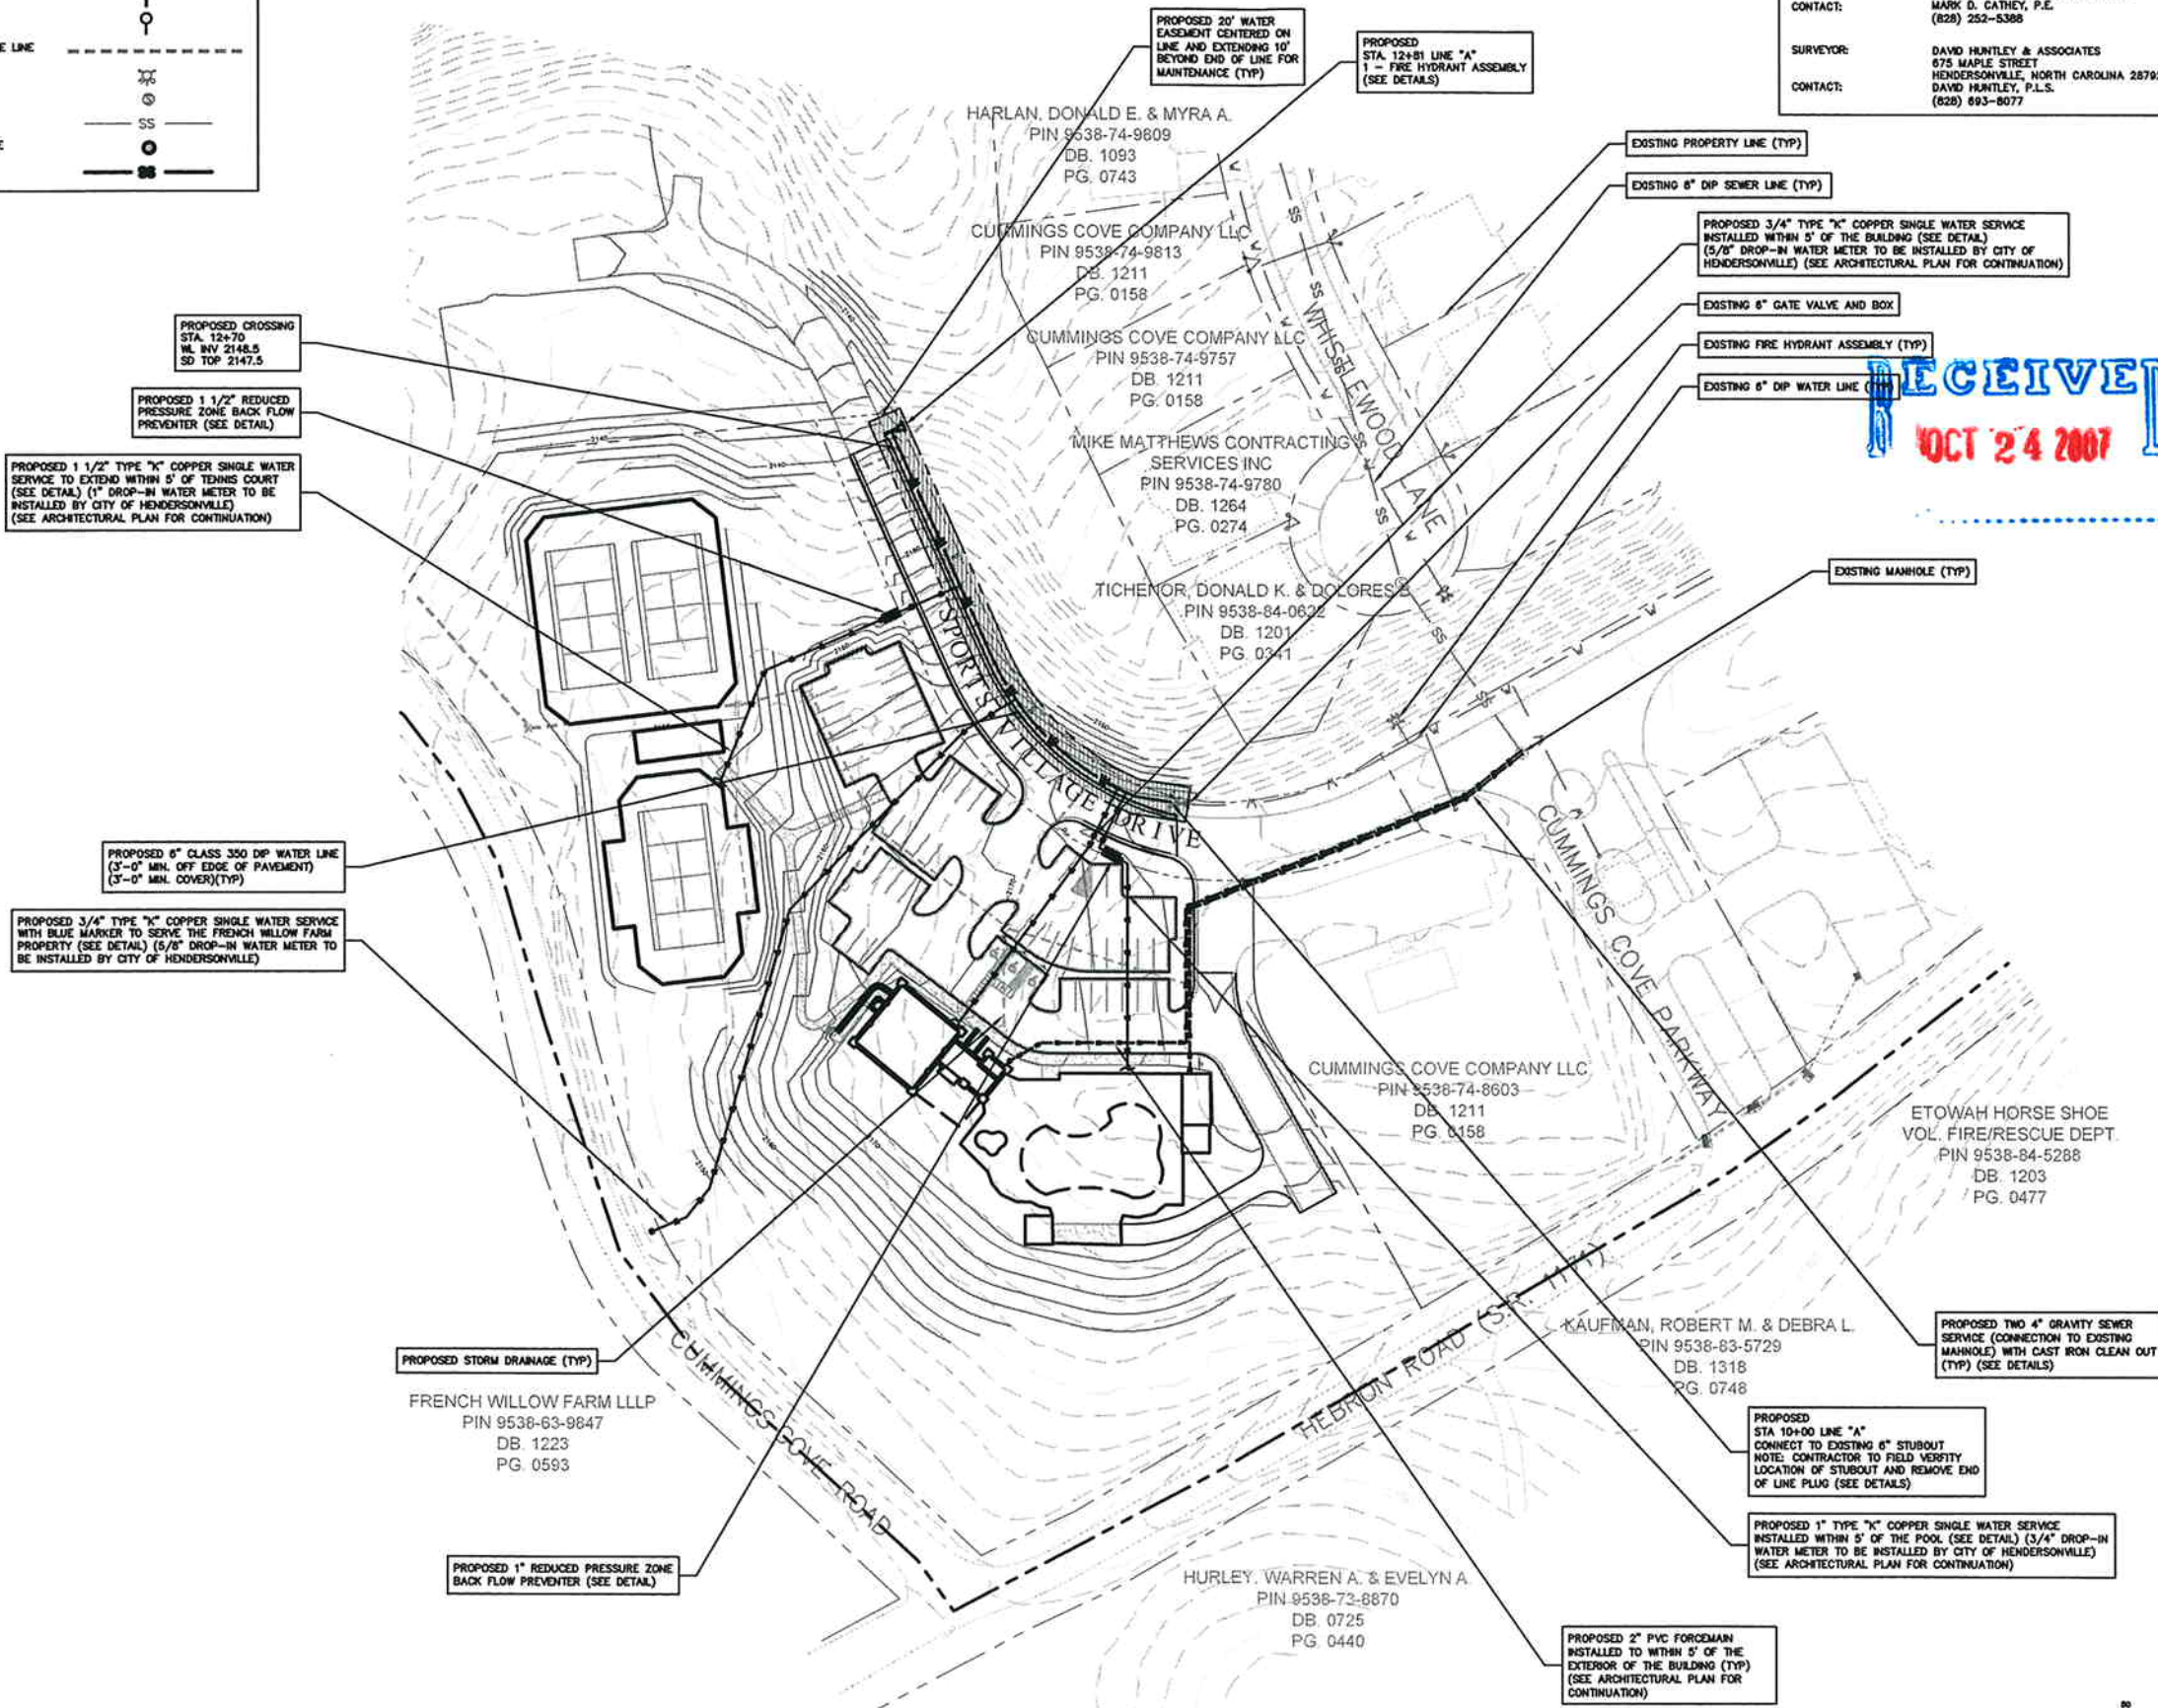 E LINE
SS
E
SS
CONTACT:
MARK D. CATHEY, P.E.
(828) 252-5388
SURVEYOR:
DAVID HUNTLEY & ASSOCIATES
675 MAPLE STREET
HENDERSONVILLE, NORTH CAROLINA 2879
CONTACT:
DAVID HUNTLEY, P.L.S.
(828) 693-8077
PROPOSED 20' WATER
EASEMENT CENTERED ON
LINE AND EXTENDING 10'
BEYOND END OF LINE FOR
MAINTENANCE (TYP)
PROPOSED
STA. 12+81 LINE "A"
1 - FIRE HYDRANT ASSEMBLY
(SEE DETAILS)
HARLAN, DONALD E. & MYRA A.
PIN 9538-74-9809
DB. 1093
PG. 0743
EXISTING PROPERTY LINE (TYP)
EXISTING 8" DIP SEWER LINE (TYP)
PROPOSED 3/4" TYPE "K" COPPER SINGLE WATER SERVICE
INSTALLED WITHIN 5' OF THE BUILDING (SEE DETAIL)
(5/8" DROP-IN WATER METER TO BE INSTALLED BY CITY OF
HENDERSONVILLE) (SEE ARCHITECTURAL PLAN FOR CONTINUATION)
CUMMINGS COVE COMPANY LLC
PIN 9538-74-9813
DB. 1211
PG. 0158
EXISTING 6" GATE VALVE AND BOX
EXISTING FIRE HYDRANT ASSEMBLY (TYP)
EXISTING 6" DIP WATER LINE (TYP)
RECEIVED
OCT 24 2007
PROPOSED CROSSING
STA. 12+70
WL INV 2148.5
SD TOP 2147.5
CUMMINGS COVE COMPANY LLC
PIN 9538-74-9757
DB. 1211
PG. 0158
WHISTLEWOOD LANE
PROPOSED 1 1/2" REDUCED
PRESSURE ZONE BACK FLOW
PREVENTER (SEE DETAIL)
MIKE MATTHEWS CONTRACTING
SERVICES INC
PIN 9538-74-9780
DB. 1264
PG. 0274
PROPOSED 1 1/2" TYPE "K" COPPER SINGLE WATER
SERVICE TO EXTEND WITHIN 5' OF TENNIS COURT
(SEE DETAIL) (1" DROP-IN WATER METER TO BE
INSTALLED BY CITY OF HENDERSONVILLE)
(SEE ARCHITECTURAL PLAN FOR CONTINUATION)
EXISTING MANHOLE (TYP)
TICHENOR, DONALD K. & DOLORES B
PIN 9538-84-0622
DB. 1201
PG. 0341
SPORTS VILLAGE DRIVE
CUMMINGS COVE PARKWAY
PROPOSED 6" CLASS 350 DIP WATER LINE
(3'-0" MIN. OFF EDGE OF PAVEMENT)
(3'-0" MIN. COVER)(TYP)
PROPOSED 3/4" TYPE "K" COPPER SINGLE WATER SERVICE
WITH BLUE MARKER TO SERVE THE FRENCH WILLOW FARM
PROPERTY (SEE DETAIL) (5/8" DROP-IN WATER METER TO
BE INSTALLED BY CITY OF HENDERSONVILLE)
CUMMINGS COVE COMPANY LLC
PIN 9538-74-8603
DB. 1211
PG. 0158
ETOWAH HORSE SHOE
VOL. FIRE/RESCUE DEPT.
PIN 9538-84-5288
DB. 1203
PG. 0477
PROPOSED STORM DRAINAGE (TYP)
FRENCH WILLOW FARM LLLP
PIN 9538-63-9847
DB. 1223
PG. 0593
CUMMINGS COVE ROAD
HEBRON ROAD (S.R. 1171)
KAUFMAN, ROBERT M. & DEBRA L.
PIN 9538-83-5729
DB. 1318
PG. 0748
PROPOSED TWO 4" GRAVITY SEWER
SERVICE (CONNECTION TO EXISTING
MAHNOLE) WITH CAST IRON CLEAN OUT
(TYP) (SEE DETAILS)
PROPOSED
STA 10+00 LINE "A"
CONNECT TO EXISTING 6" STUBOUT
NOTE: CONTRACTOR TO FIELD VERFITY
LOCATION OF STUBOUT AND REMOVE END
OF LINE PLUG (SEE DETAILS)
PROPOSED 1" TYPE "K" COPPER SINGLE WATER SERVICE
INSTALLED WITHIN 5' OF THE POOL (SEE DETAIL) (3/4" DROP-IN
WATER METER TO BE INSTALLED BY CITY OF HENDERSONVILLE)
(SEE ARCHITECTURAL PLAN FOR CONTINUATION)
PROPOSED 1" REDUCED PRESSURE ZONE
BACK FLOW PREVENTER (SEE DETAIL)
HURLEY, WARREN A. & EVELYN A.
PIN 9538-73-8870
DB. 0725
PG. 0440
PROPOSED 2" PVC FORCEMAIN
INSTALLED TO WITHIN 5' OF THE
EXTERIOR OF THE BUILDING (TYP)
(SEE ARCHITECTURAL PLAN FOR
CONTINUATION)